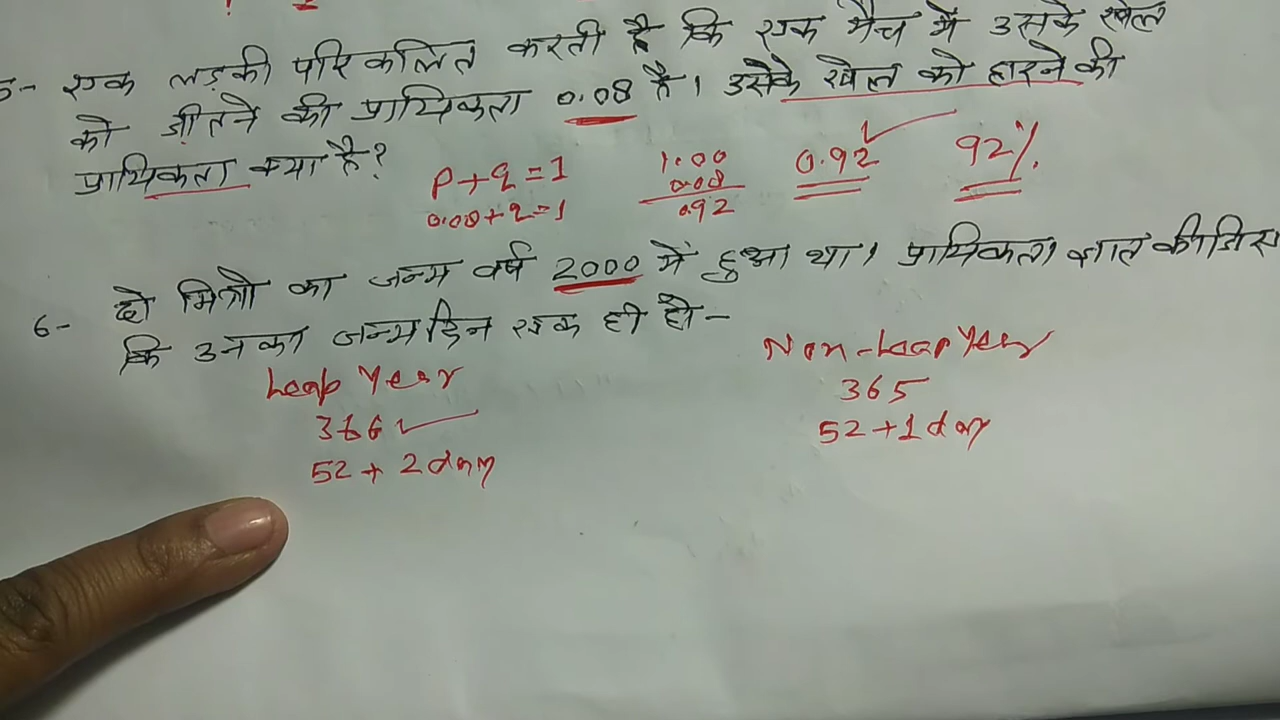 5- एक लड़की परिकलित करती है कि एक मैच में उसके खेल
को जीतने की प्रायिकता 0.08 है। उसके खेल को हारने की
प्रायिकता क्या है?
p+q=1
0.08+q=1
1.00
0.08
0.92
0.92
92%
6- दो मित्रो का जन्म वर्ष 2000 में हुआ था। प्रायिकता ज्ञात कीजिए
कि उनका जन्मदिन एक ही हो-
Leap Year
366
52 + 2 day
Non-Leap Year
365
52+1 day